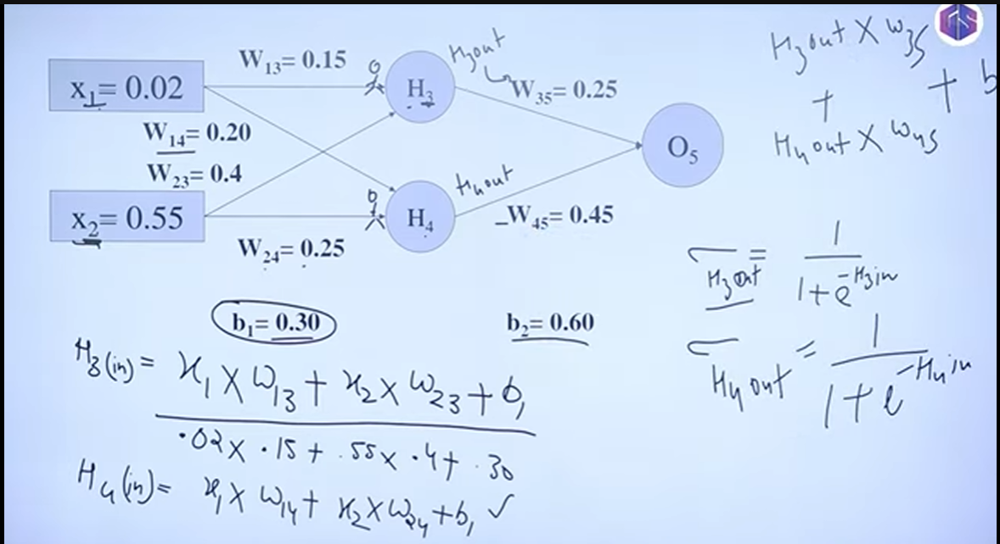 W₁₃= 0.15
x₁= 0.02
H₃
H₃out
W₃₅= 0.25
H₃out X W₃₅
+
H₄out X W₄₅
+ b
W₁₄= 0.20
W₂₃= 0.4
O₅
x₂= 0.55
H₄
H₄out
W₄₅= 0.45
W₂₄= 0.25
σ H₃out = 1 / 1+e^-H₃in
b₁= 0.30
b₂= 0.60
σ H₄out = 1 / 1+e^-H₄in
H₃(in) = x₁ X W₁₃ + x₂ X W₂₃ + b₁
.02 X .15 + .55 X .4 + .30
H₄(in) = x₁ X W₁₄ + x₂ X W₂₄ + b₁ ✓